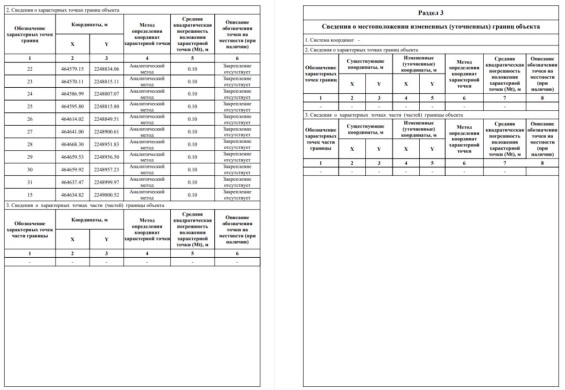 2. Сведения о характерных точках границ объекта
Обозначение характерных точек границ | Координаты, м | Метод определения координат характерной точки | Средняя квадратическая погрешность положения характерной точки (Mt), м | Описание обозначения точки на местности (при наличии)
X | Y
1 | 2 | 3 | 4 | 5 | 6
22 | 464579.15 | 2248834.06 | Аналитический метод | 0.10 | Закрепление отсутствует
23 | 464570.11 | 2248815.11 | Аналитический метод | 0.10 | Закрепление отсутствует
24 | 464586.99 | 2248807.07 | Аналитический метод | 0.10 | Закрепление отсутствует
25 | 464595.80 | 2248815.80 | Аналитический метод | 0.10 | Закрепление отсутствует
26 | 464614.02 | 2248849.51 | Аналитический метод | 0.10 | Закрепление отсутствует
27 | 464641.00 | 2248900.61 | Аналитический метод | 0.10 | Закрепление отсутствует
28 | 464668.30 | 2248951.83 | Аналитический метод | 0.10 | Закрепление отсутствует
29 | 464659.53 | 2248956.50 | Аналитический метод | 0.10 | Закрепление отсутствует
30 | 464659.92 | 2248957.23 | Аналитический метод | 0.10 | Закрепление отсутствует
31 | 464637.47 | 2248999.97 | Аналитический метод | 0.10 | Закрепление отсутствует
15 | 464634.82 | 2249000.52 | Аналитический метод | 0.10 | Закрепление отсутствует
3. Сведения о характерных точках части (частей) границы объекта
Обозначение характерных точек части границы | Координаты, м | Метод определения координат характерной точки | Средняя квадратическая погрешность положения характерной точки (Mt), м | Описание обозначения точки на местности (при наличии)
X | Y
1 | 2 | 3 | 4 | 5 | 6
- | - | - | - | - | -
Раздел 3
Сведения о местоположении измененных (уточненных) границ объекта
1. Система координат -
2. Сведения о характерных точках границ объекта
Обозначение характерных точек границ | Существующие координаты, м | Измененные (уточненные) координаты, м | Метод определения координат характерной точки | Средняя квадратическая погрешность положения характерной точки (Mt), м | Описание обозначения точки на местности (при наличии)
X | Y | X | Y
1 | 2 | 3 | 4 | 5 | 6 | 7 | 8
- | - | - | - | - | - | - | -
3. Сведения о характерных точках части (частей) границы объекта
Обозначение характерных точек части границы | Существующие координаты, м | Измененные (уточненные) координаты, м | Метод определения координат характерной точки | Средняя квадратическая погрешность положения характерной точки (Mt), м | Описание обозначения точки на местности (при наличии)
X | Y | X | Y
1 | 2 | 3 | 4 | 5 | 6 | 7 | 8
- | - | - | - | - | - | - | -